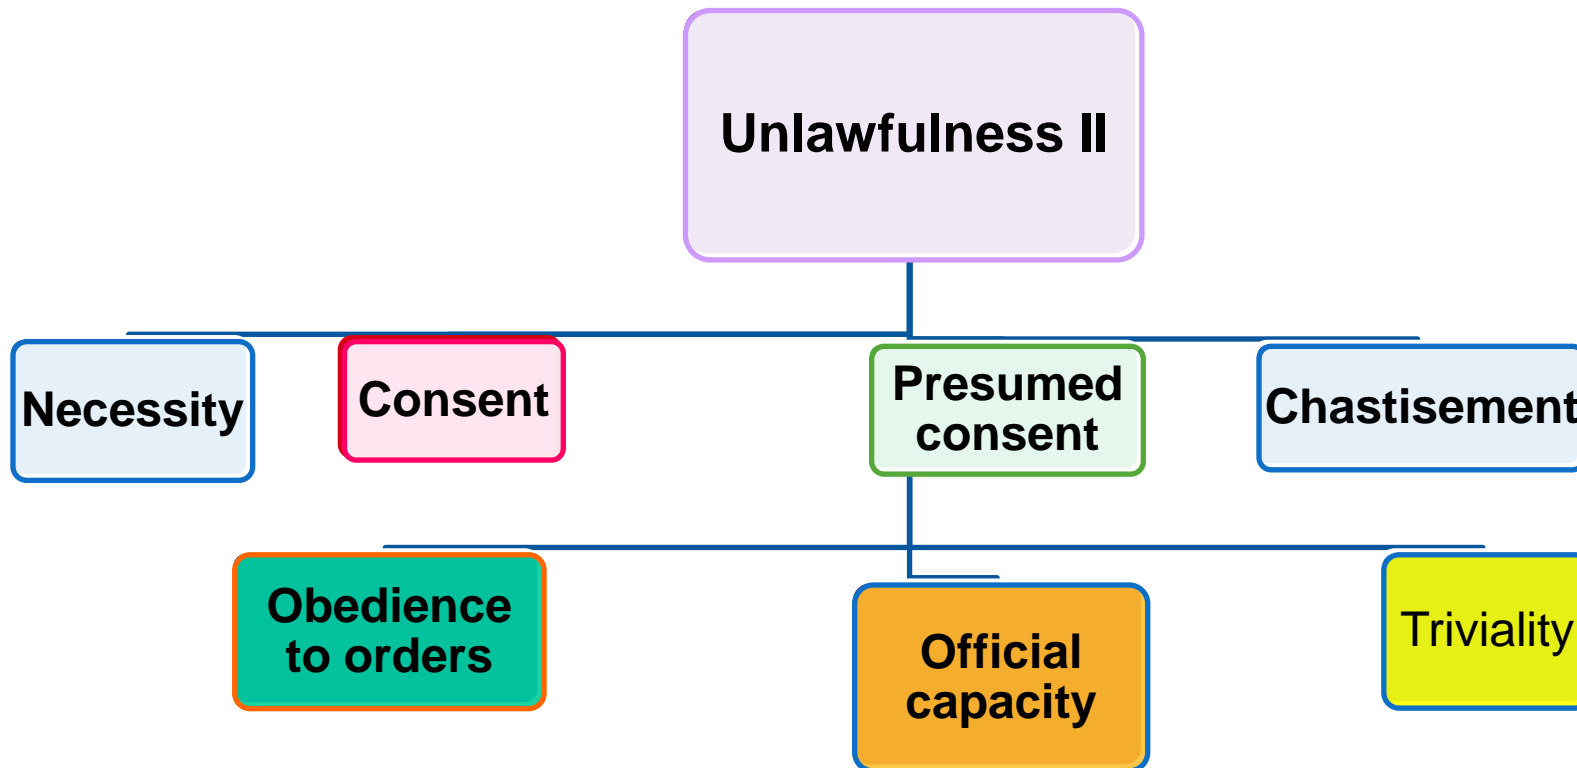 Unlawfulness II
Necessity
Consent
Presumed
consent
Chastisement
Obedience
to orders
Official
capacity
Triviality